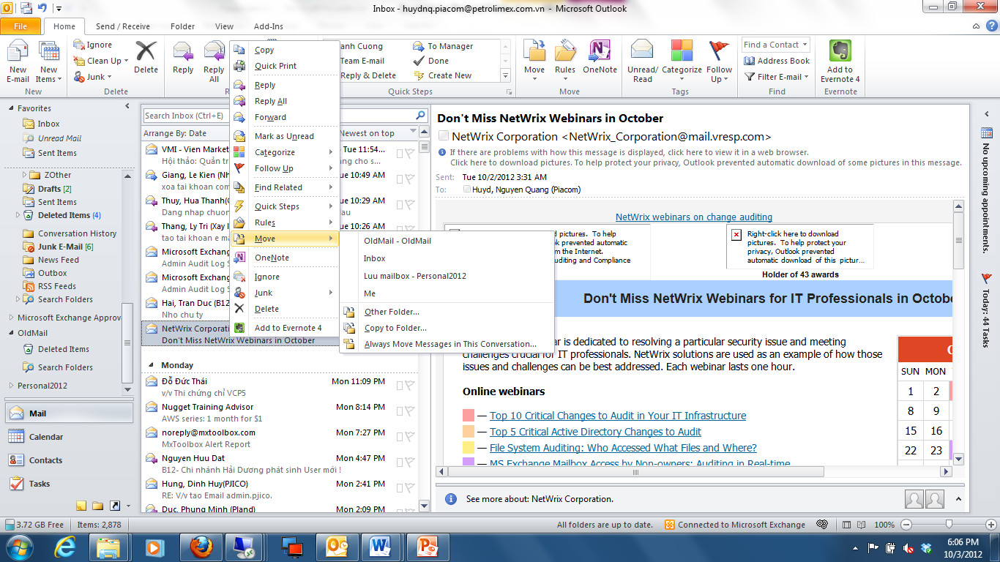 Inbox - huydnq.piacom@petrolimex.com.vn - Microsoft Outlook
File Home Send / Receive Folder View Add-Ins
New E-mail
New Items
New
Ignore
Clean Up
Junk
Delete
Delete
Reply
Reply All
anh Cuong
Team E-mail
Reply & Delete
To Manager
Done
Create New
Quick Steps
Move
Rules
OneNote
Move
Unread/ Read
Categorize
Follow Up
Tags
Find a Contact
Address Book
Filter E-mail
Find
Add to Evernote 4
Evernote
Favorites
Inbox
Unread Mail
Sent Items
ZOther
Drafts [2]
Sent Items
Deleted Items (4)
Conversation History
Junk E-Mail [6]
News Feed
Outbox
RSS Feeds
Search Folders
Microsoft Exchange Approv
OldMail
Deleted Items
Search Folders
Personal2012
Mail
Calendar
Contacts
Tasks
Search Inbox (Ctrl+E)
Arrange By: Date
Newest on top
VMI - Vien Market
Tue 11:54...
Hội thảo: Quản tr
ng cho s...
Giang, Le Kien (Nh
Tue 10:49 AM
xoa tai khoan com
Thuy, Hua Thanh(C
Tue 10:29 AM
Dang nhap chuor
au
Thang, Ly Tri (Xay l
Tue 10:26 AM
tao tai khoan e ma
Microsoft Exchang
Admin Audit Log S
Microsoft Exchang
Admin Audit Log S
Hai, Tran Duc (B12
Nho chu ty
NetWrix Corporatio
Don't Miss NetWrix Webinars in October
Monday
Đỗ Đức Thái Mon 11:09 PM
v/v Thi chứng chỉ VCP5
Nugget Training Advisor Mon 8:14 PM
AWS series: 1 month for $1
noreply@mxtoolbox.com Mon 7:27 PM
MxToolbox Alert Report
Nguyen Huu Dat Mon 4:47 PM
B12- Chi nhánh Hải Dương phát sinh User mới !
Hung, Dinh Huy(PJICO) Mon 2:41 PM
RE: V/v tao Email admin.pjico.
Duc, Phung Minh (Pland) Mon 2:09 PM
Copy
Quick Print
Reply
Reply All
Forward
Mark as Unread
Categorize
Follow Up
Find Related
Quick Steps
Rules
Move
OneNote
Ignore
Junk
Delete
Add to Evernote 4
OldMail - OldMail
Inbox
Luu mailbox - Personal2012
Me
Other Folder...
Copy to Folder...
Always Move Messages in This Conversation...
Don't Miss NetWrix Webinars in October
NetWrix Corporation <NetWrix_Corporation@mail.vresp.com>
If there are problems with how this message is displayed, click here to view it in a web browser.
Click here to download pictures. To help protect your privacy, Outlook prevented automatic download of some pictures in this message.
Sent: Tue 10/2/2012 3:31 AM
To: Huyd, Nguyen Quang (Piacom)
NetWrix webinars on change auditing
d pictures. To help
ok prevented automatic
om the Internet.
uditing and Compliance
Right-click here to download
pictures. To help protect your
privacy, Outlook prevented
automatic download of this pictur...
Holder of 43 awards
Don't Miss NetWrix Webinars for IT Professionals in Octobe
ar is dedicated to resolving a particular security issue and meeting
challenges crucial for IT professionals. NetWrix solutions are used as an example of how those
issues and challenges can be best addressed. Each webinar lasts one hour.
Online webinars
— Top 10 Critical Changes to Audit in Your IT Infrastructure
— Top 5 Critical Active Directory Changes to Audit
— File System Auditing: Who Accessed What Files and Where?
— MS Exchange Mailbox Access by Non-owners: Auditing in Real-time
SUN MON
1 2
8 9
15 16
22 23
See more about: NetWrix Corporation.
No upcoming appointments.
Today: 44 Tasks
3.72 GB Free Items: 2,878
All folders are up to date. Connected to Microsoft Exchange 100%
6:06 PM
10/3/2012